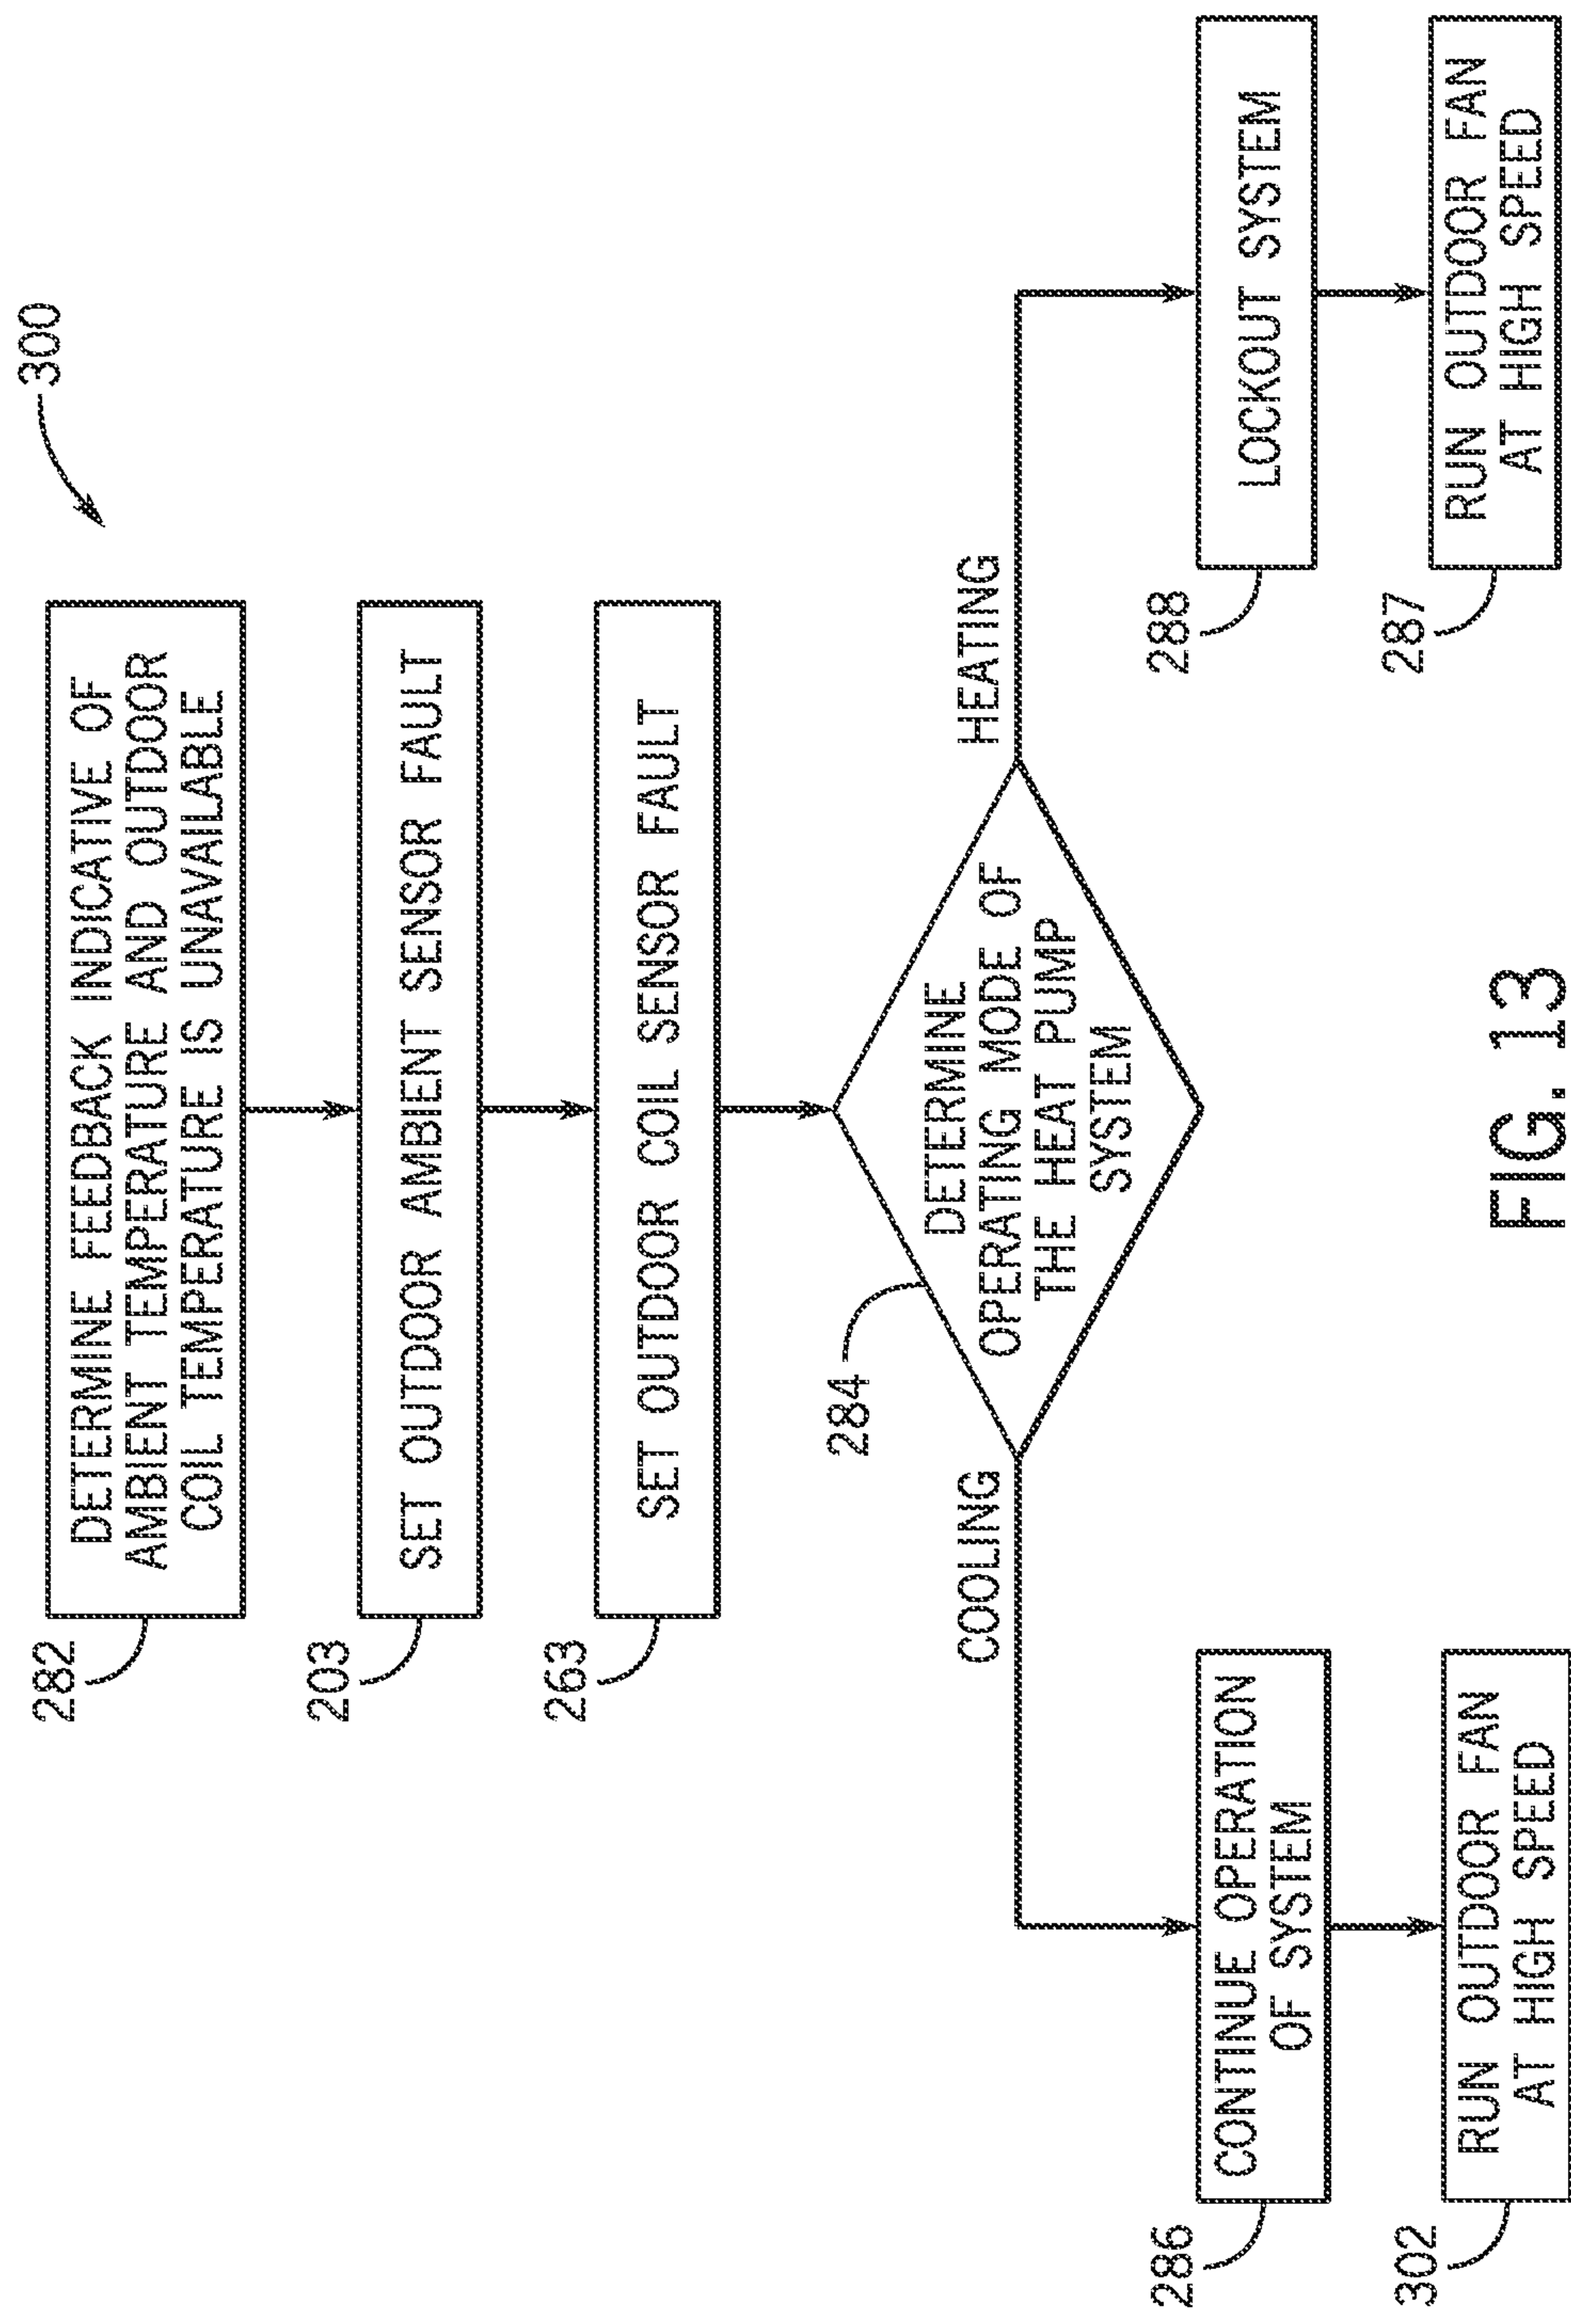 300
282
DETERMINE FEEDBACK INDICATIVE OF
AMBIENT TEMPERATURE AND OUTDOOR
COIL TEMPERATURE IS UNAVAILABLE
203
SET OUTDOOR AMBIENT SENSOR FAULT
263
SET OUTDOOR COIL SENSOR FAULT
284
DETERMINE
OPERATING MODE OF
THE HEAT PUMP
SYSTEM
COOLING
HEATING
286
CONTINUE OPERATION
OF SYSTEM
288
LOCKOUT SYSTEM
302
RUN OUTDOOR FAN
AT HIGH SPEED
287
RUN OUTDOOR FAN
AT HIGH SPEED
FIG. 13